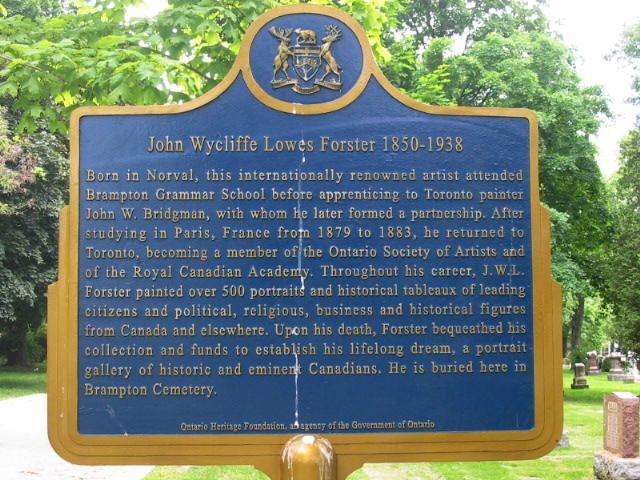 John Wycliffe Lowes Forster 1850-1938
Born in Norval, this internationally renowned artist attended
Brampton Grammar School before apprenticing to Toronto painter
John W. Bridgman, with whom he later formed a partnership. After
studying in Paris, France from 1879 to 1883, he returned to
Toronto, becoming a member of the Ontario Society of Artists and
of the Royal Canadian Academy. Throughout his career, J.W.L.
Forster painted over 500 portraits and historical tableaux of leading
citizens and political, religious, business and historical figures
from Canada and elsewhere. Upon his death, Forster bequeathed his
collection and funds to establish his lifelong dream, a portrait
gallery of historic and eminent Canadians. He is buried here in
Brampton Cemetery.
Ontario Heritage Foundation, an agency of the Government of Ontario